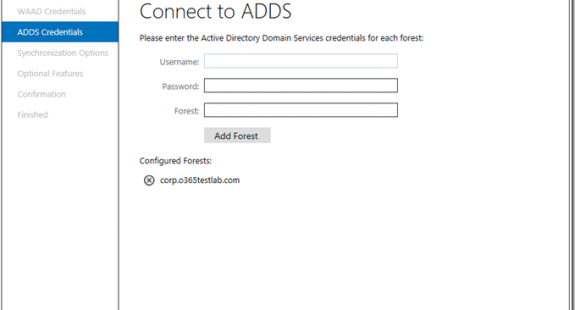 WAAD Credentials
ADDS Credentials
Synchronization Options
Optional Features
Confirmation
Finished
Connect to ADDS
Please enter the Active Directory Domain Services credentials for each forest:
Username:
Password:
Forest:
Add Forest
Configured Forests:
corp.o365testlab.com